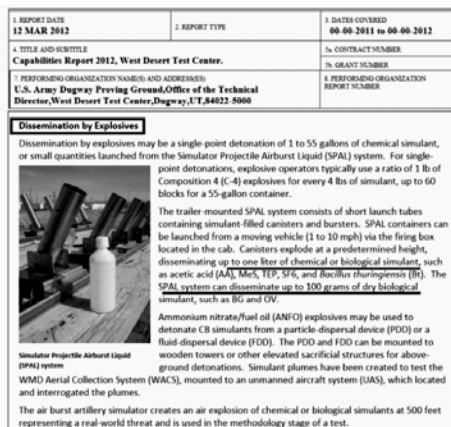 1. REPORT DATE
12 MAR 2012
2. REPORT TYPE
3. DATES COVERED
00-00-2011 to 00-00-2012
4. TITLE AND SUBTITLE
Capabilities Report 2012, West Desert Test Center.
5a. CONTRACT NUMBER
5b. GRANT NUMBER
7. PERFORMING ORGANIZATION NAME(S) AND ADDRESS(ES)
U.S. Army Dugway Proving Ground,Office of the Technical
Director,West Desert Test Center,Dugway,UT,84022-5000
8. PERFORMING ORGANIZATION
REPORT NUMBER
Dissemination by Explosives
Dissemination by explosives may be a single-point detonation of 1 to 55 gallons of chemical simulant,
or small quantities launched from the Simulator Projectile Airburst Liquid (SPAL) system. For single-
point detonations, explosive operators typically use a ratio of 1 lb of
Composition 4 (C-4) explosives for every 4 lbs of simulant, up to 60
blocks for a 55-gallon container.
The trailer-mounted SPAL system consists of short launch tubes
containing simulant-filled canisters and bursters. SPAL containers can
be launched from a moving vehicle (1 to 10 mph) via the firing box
located in the cab. Canisters explode at a predetermined height,
disseminating up to one liter of chemical or biological simulant, such
as acetic acid (AA), MeS, TEP, SF6, and Bacillus thuringiensis (Bt). The
SPAL system can disseminate up to 100 grams of dry biological
simulant, such as BG and OV.
Ammonium nitrate/fuel oil (ANFO) explosives may be used to
detonate CB simulants from a particle-dispersal device (PDD) or a
fluid-dispersal device (FDD). The PDD and FDD can be mounted to
wooden towers or other elevated sacrificial structures for above-
ground detonations. Simulant plumes have been created to test the
Simulator Projectile Airburst Liquid
(SPAL) system
WMD Aerial Collection System (WACS), mounted to an unmanned aircraft system (UAS), which located
and interrogated the plumes.
The air burst artillery simulator creates an air explosion of chemical or biological simulants at 500 feet
representing a real-world threat and is used in the methodology stage of a test.